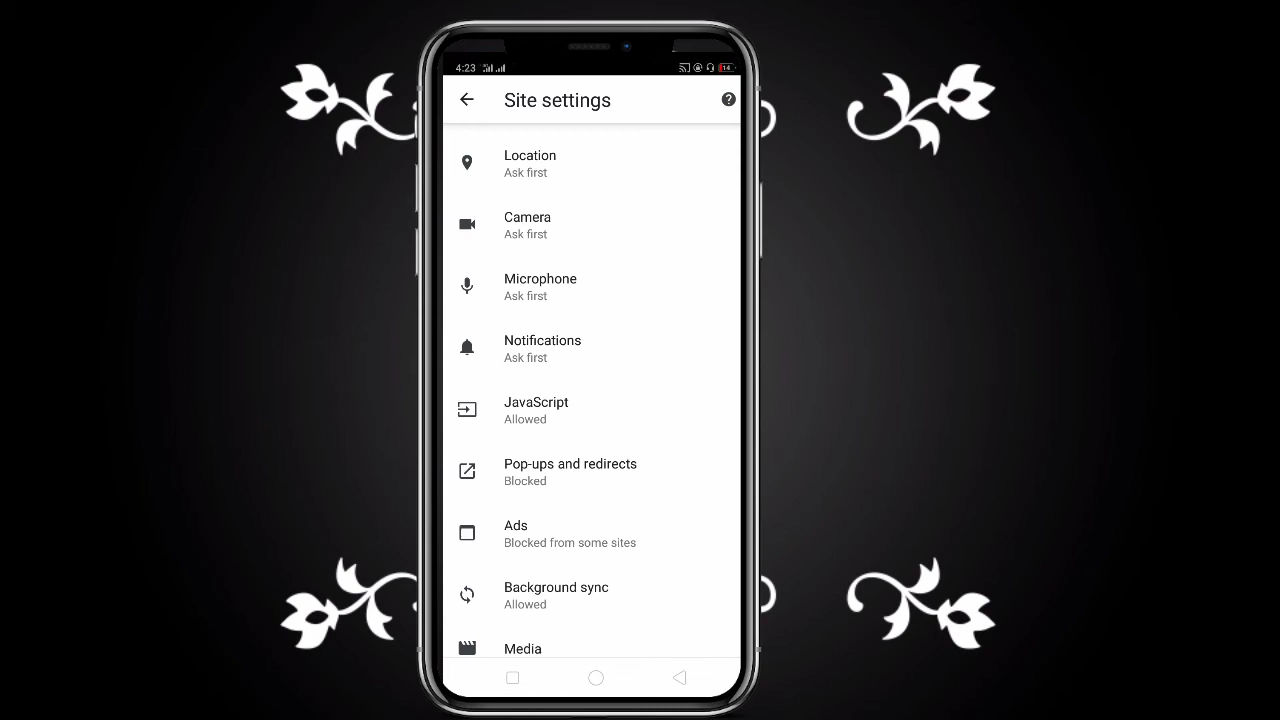 4:23
14
Site settings
Location
Ask first
Camera
Ask first
Microphone
Ask first
Notifications
Ask first
JavaScript
Allowed
Pop-ups and redirects
Blocked
Ads
Blocked from some sites
Background sync
Allowed
Media